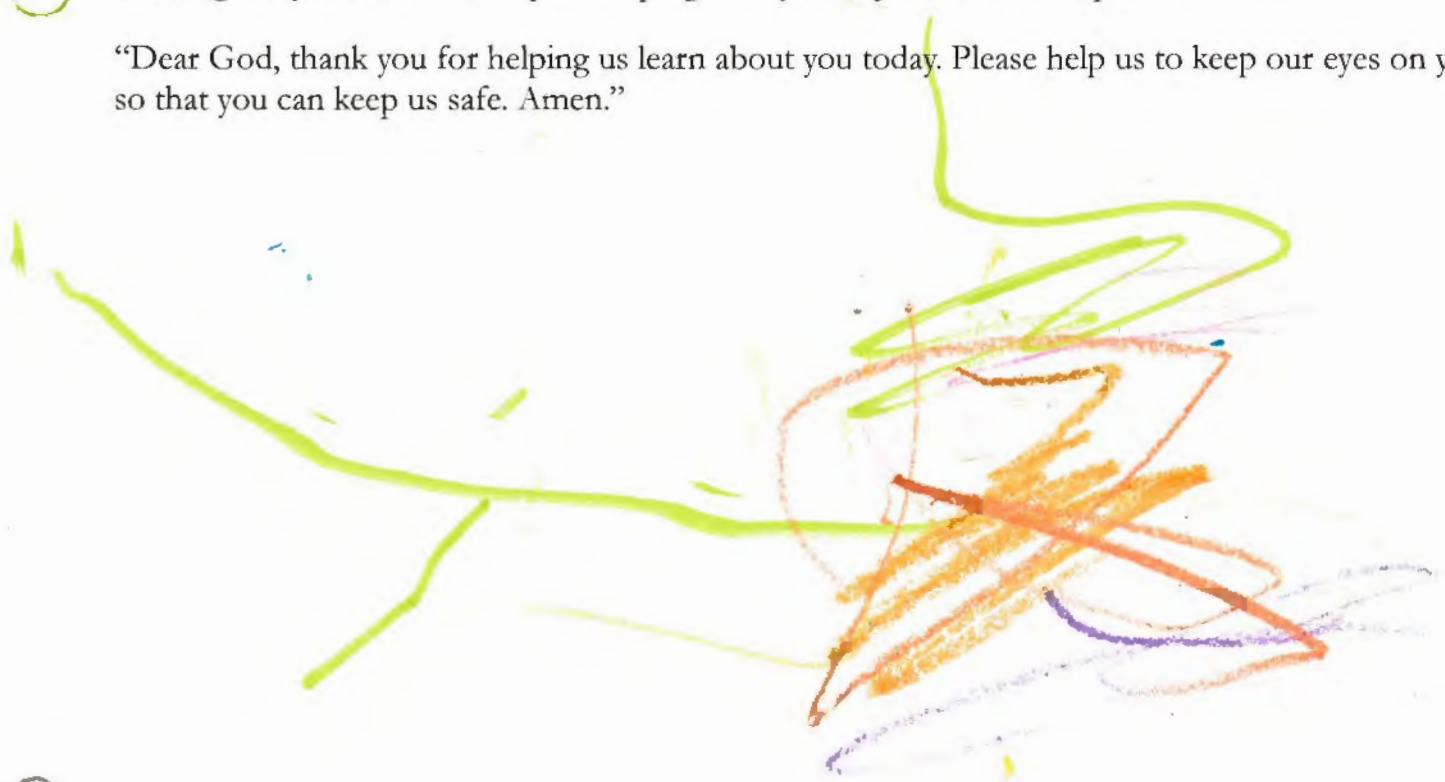 “Dear God, thank you for helping us learn about you today. Please help us to keep our eyes on
so that you can keep us safe. Amen.”